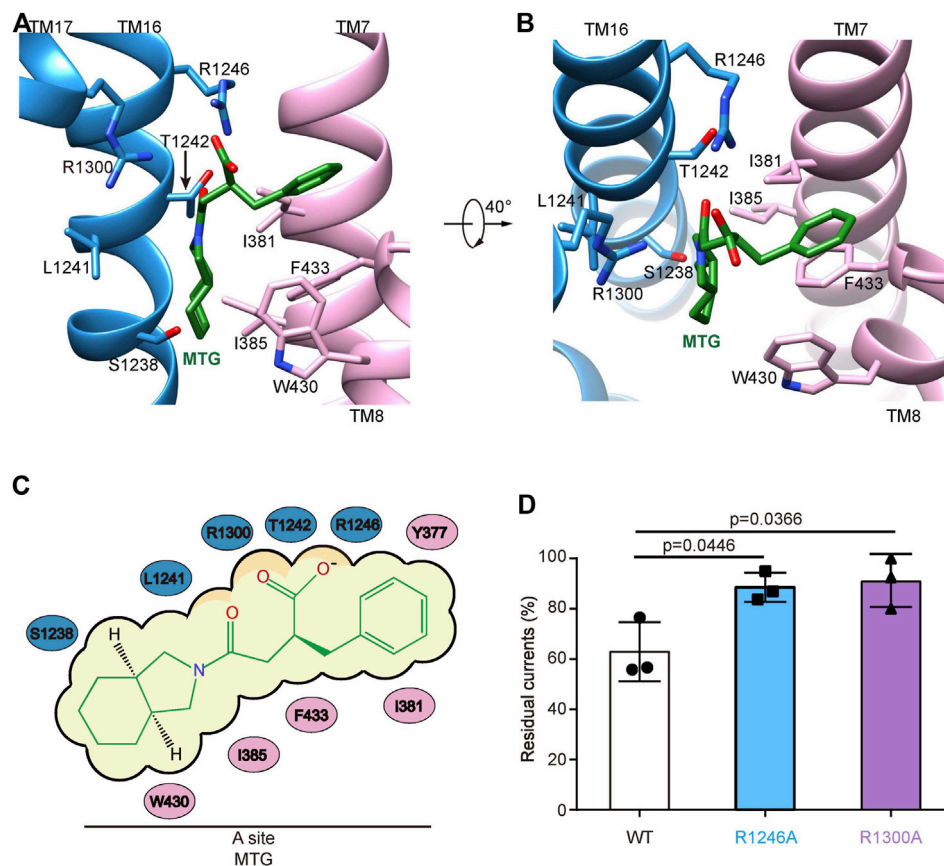 A
TM17
TM16
TM7
R1246
T1242
R1300
I381
L1241
F433
I385
S1238
MTG
W430
TM8
40°
B
TM16
TM7
R1246
I381
T1242
I385
L1241
S1238
F433
R1300
MTG
W430
TM8
C
R1300
T1242
R1246
Y377
L1241
S1238
O
O-
O
H
N
H
F433
I381
I385
W430
A site
MTG
D
p=0.0366
p=0.0446
Residual currents (%)
100
80
60
40
20
0
WT
R1246A
R1300A